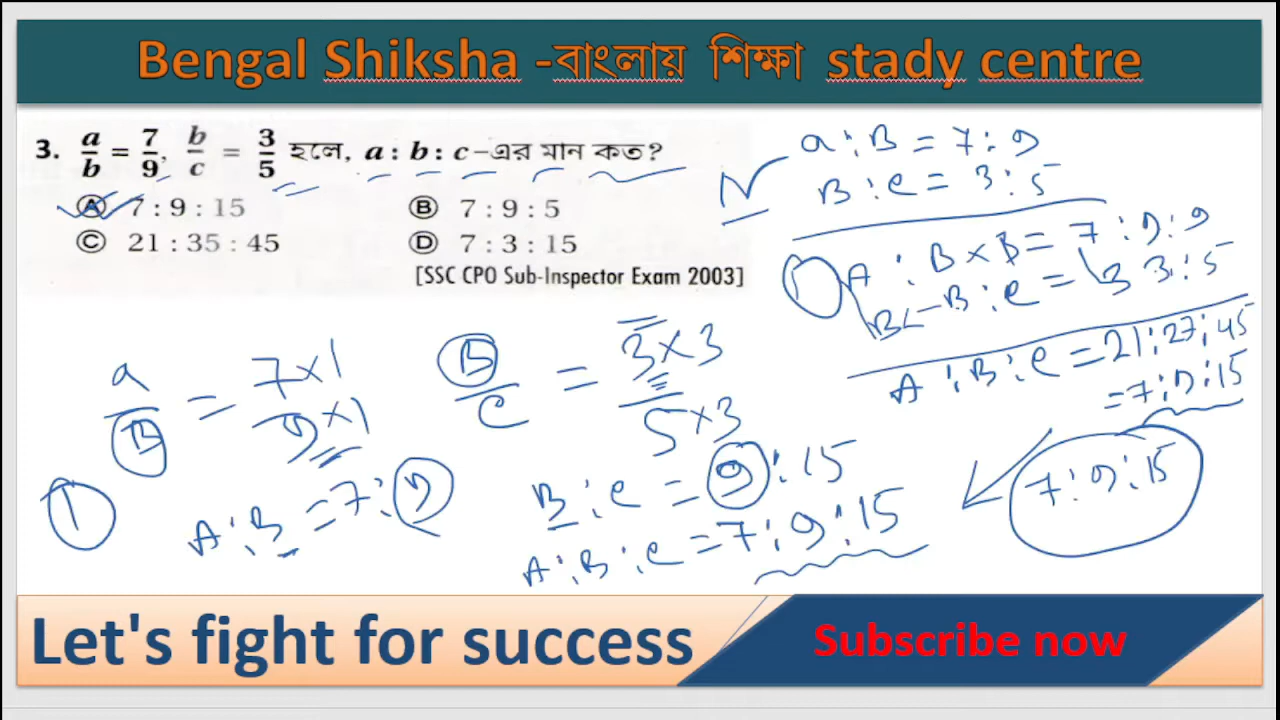 Bengal Shiksha -বাংলায় শিক্ষা stady centre
3. a/b = 7/9, b/c = 3/5 হলে, a : b : c-এর মান কত?
A 7 : 9 : 15
B 7 : 9 : 5
C 21 : 35 : 45
D 7 : 3 : 15
[SSC CPO Sub-Inspector Exam 2003]
a : B = 7 : 9
B : c = 3 : 5
A : B × B = 7 : 9 : 9
B : c = 3 3 : 5
A : B : c = 21 : 27 : 45
= 7 : 9 : 15
7 : 9 : 15
a/B = 7×1/9×1
B/c = 3×3/5×3
1
A : B = 7 : 9
B : c = 9 : 15
A : B : c = 7 : 9 : 15
Let's fight for success
Subscribe now